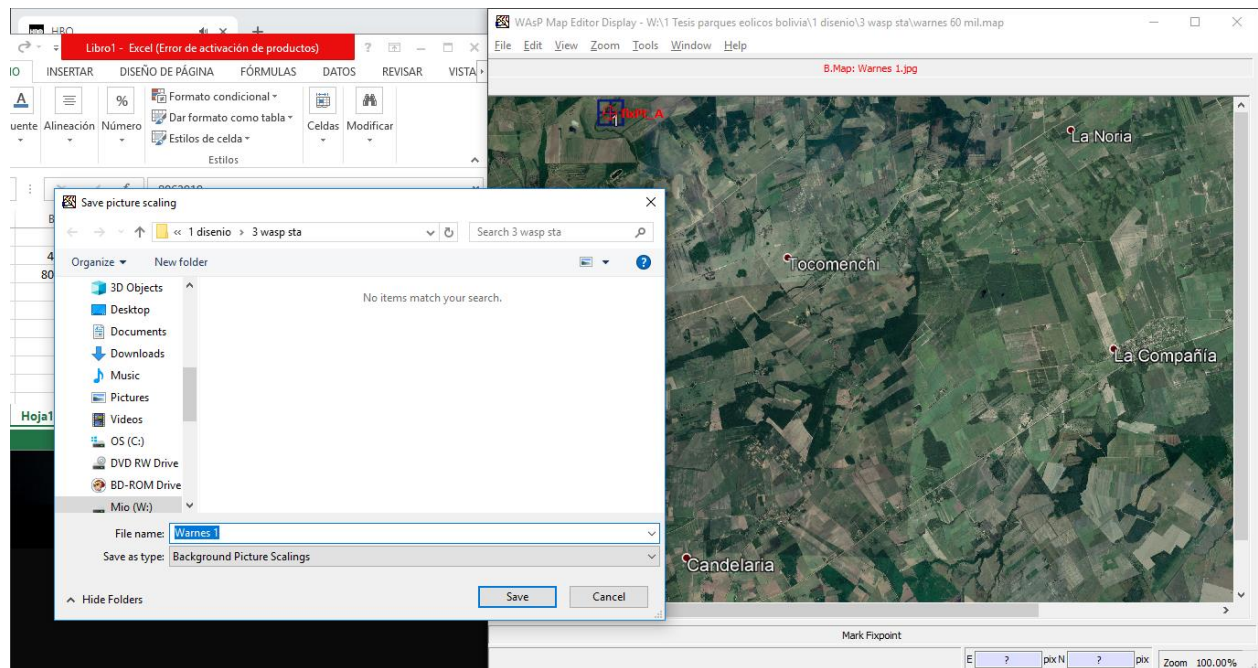 HBO
Libro1 - Excel (Error de activación de productos)
INSERTAR DISEÑO DE PÁGINA FÓRMULAS DATOS REVISAR VISTA
Alineación Número
Formato condicional
Dar formato como tabla
Estilos de celda
Celdas Modificar
Estilos
Hoja1
Save picture scaling
« 1 disenio > 3 wasp sta
Search 3 wasp sta
Organize New folder
3D Objects
Desktop
Documents
Downloads
Music
Pictures
Videos
OS (C:)
DVD RW Drive
BD-ROM Drive
Mio (W:)
No items match your search.
File name: Warnes 1
Save as type: Background Picture Scalings
Hide Folders
Save Cancel
WAsP Map Editor Display - W:\1 Tesis parques eolicos bolivia\1 disenio\3 wasp sta\warnes 60 mil.map
File Edit View Zoom Tools Window Help
B.Map: Warnes 1.jpg
1
La Noria
Tocomenchi
La Compañía
Candelaria
Mark Fixpoint
E ? pix N ? pix Zoom 100.00%